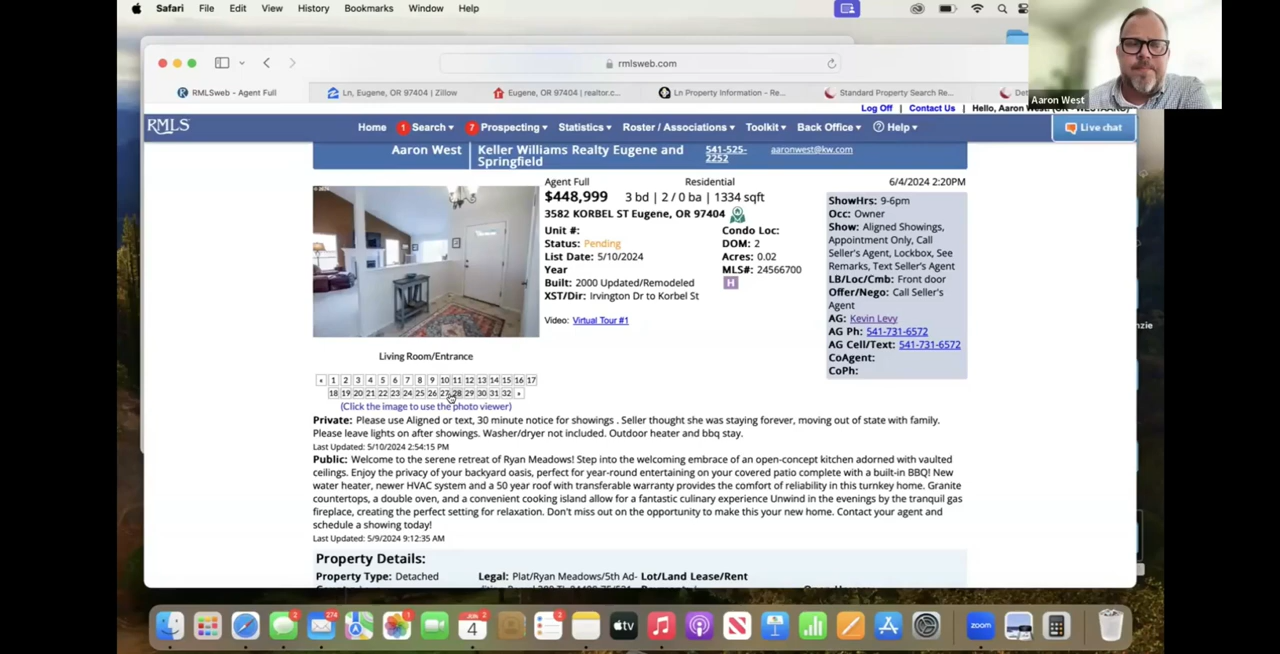 Safari File Edit View History Bookmarks Window Help
rmlsweb.com
RMLSweb - Agent Full
Ln, Eugene, OR 97404 | Zillow
Eugene, OR 97404 | realtor.c...
Ln Property Information - Re...
Standard Property Search Re...
Aaron West
Log Off | Contact Us | Hello, Aaron
RMLS
Home 1 Search 7 Prospecting Statistics Roster / Associations Toolkit Back Office Help
Live chat
Aaron West
Keller Williams Realty Eugene and
Springfield
541-525-
2252
aaronwest@kw.com
Agent Full Residential 6/4/2024 2:20PM
$448,999 3 bd | 2 / 0 ba | 1334 sqft
3582 KORBEL ST Eugene, OR 97404
Unit #: Condo Loc:
Status: Pending DOM: 2
List Date: 5/10/2024 Acres: 0.02
Year MLS#: 24566700
Built: 2000 Updated/Remodeled
H
XST/Dir: Irvington Dr to Korbel St
Video: Virtual Tour #1
ShowHrs: 9-6pm
Occ: Owner
Show: Aligned Showings,
Appointment Only, Call
Seller's Agent, Lockbox, See
Remarks, Text Seller's Agent
LB/Loc/Cmb: Front door
Offer/Nego: Call Seller's
Agent
AG: Kevin Levy
AG Ph: 541-731-6572
AG Cell/Text: 541-731-6572
CoAgent:
CoPh:
Living Room/Entrance
« 1 2 3 4 5 6 7 8 9 10 11 12 13 14 15 16 17
18 19 20 21 22 23 24 25 26 27 28 29 30 31 32 »
(Click the image to use the photo viewer)
Private: Please use Aligned or text, 30 minute notice for showings . Seller thought she was staying forever, moving out of state with family.
Please leave lights on after showings. Washer/dryer not included. Outdoor heater and bbq stay.
Last Updated: 5/10/2024 2:54:15 PM
Public: Welcome to the serene retreat of Ryan Meadows! Step into the welcoming embrace of an open-concept kitchen adorned with vaulted
ceilings. Enjoy the privacy of your backyard oasis, perfect for year-round entertaining on your covered patio complete with a built-in BBQ! New
water heater, newer HVAC system and a 50 year roof with transferable warranty provides the comfort of reliability in this turnkey home. Granite
countertops, a double oven, and a convenient cooking island allow for a fantastic culinary experience Unwind in the evenings by the tranquil gas
fireplace, creating the perfect setting for relaxation. Don't miss out on the opportunity to make this your new home. Contact your agent and
schedule a showing today!
Last Updated: 5/9/2024 9:12:35 AM
Property Details:
Property Type: Detached Legal: Plat/Ryan Meadows/5th Ad- Lot/Land Lease/Rent
nzie
2 274 1 JUN 2 4 2 tv zoom